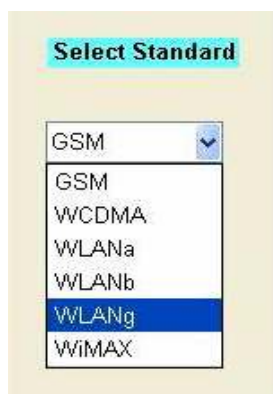 Select Standard
GSM
GSM
WCDMA
WLANa
WLANb
WLANg
WiMAX